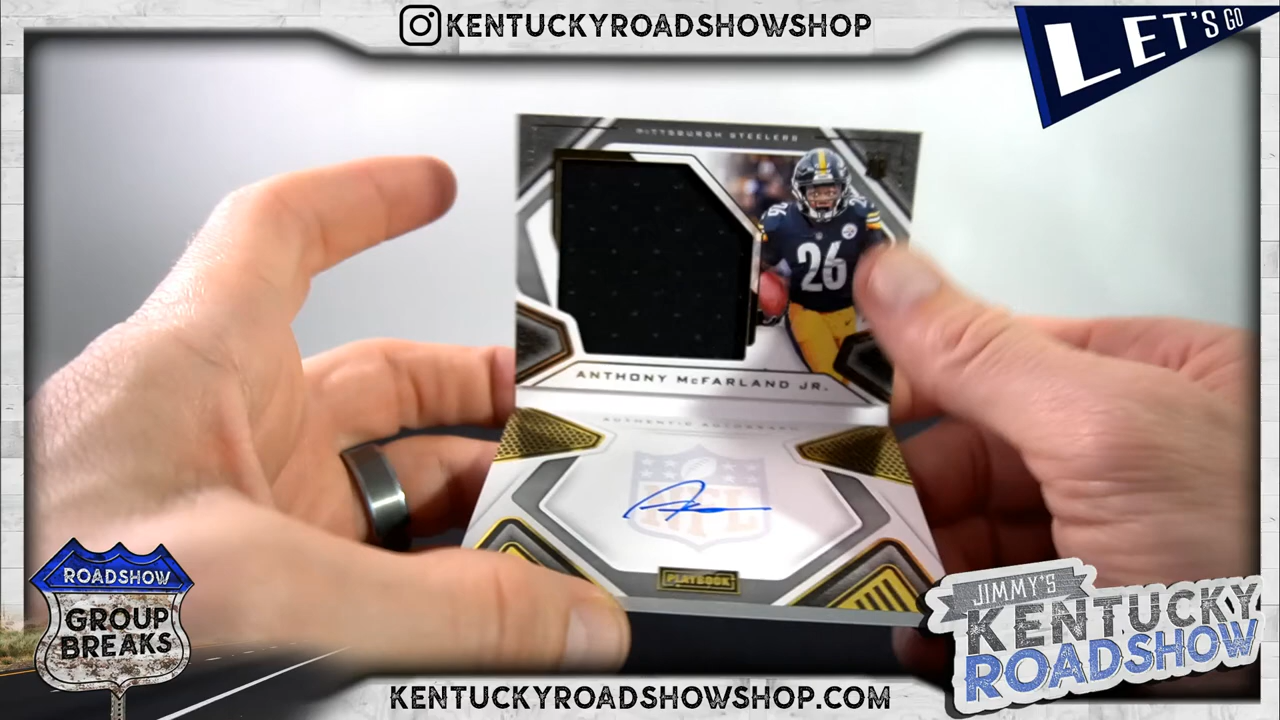 KENTUCKYROADSHOWSHOP
LET'S GO
PITTSBURGH STEELERS
26
26
ANTHONY McFARLAND JR.
AUTHENTIC AUTOGRAPH
NFL
PLAYBOOK
ROADSHOW
GROUP
BREAKS
JIMMY'S
KENTUCKY
ROADSHOW
KENTUCKYROADSHOWSHOP.COM